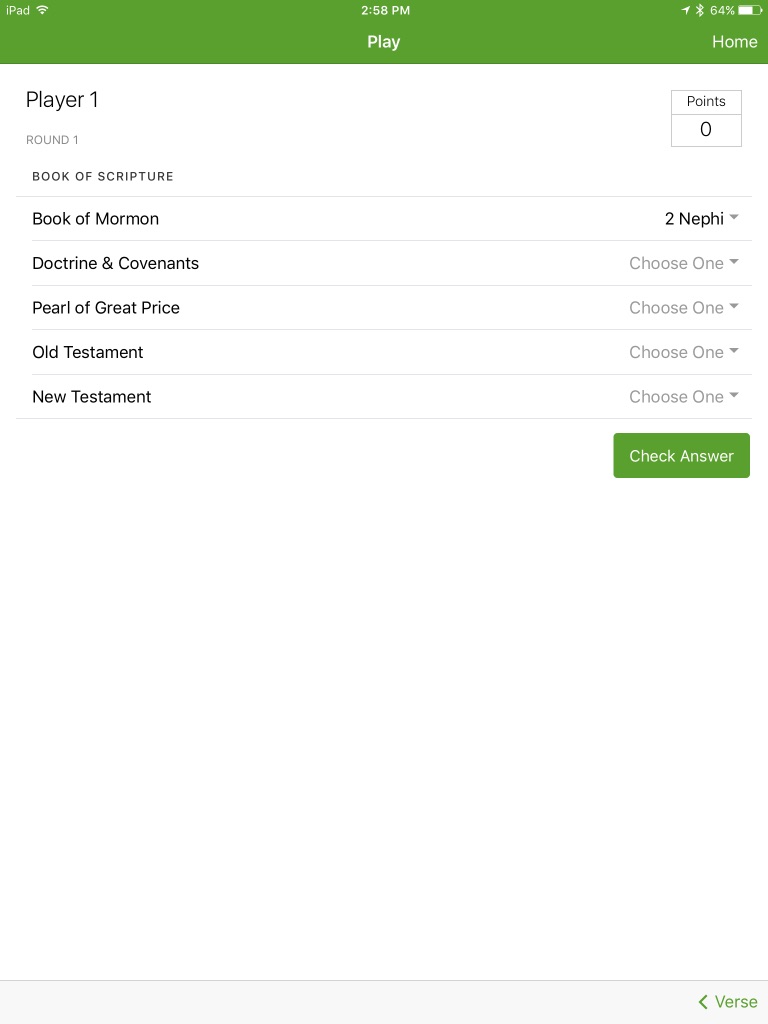 iPad 2:58 PM 64%
Play Home
Player 1
Points
0
ROUND 1
BOOK OF SCRIPTURE
Book of Mormon 2 Nephi
Doctrine & Covenants Choose One
Pearl of Great Price Choose One
Old Testament Choose One
New Testament Choose One
Check Answer
Verse